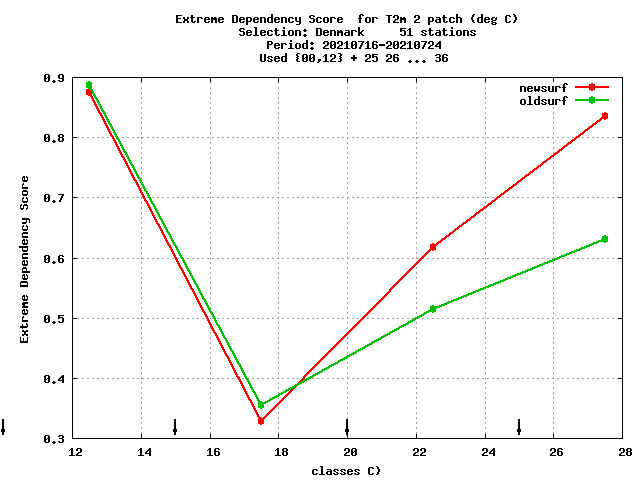 Extreme Dependency Score  for T2m 2 patch (deg C)
Selection: Denmark     51 stations
Period: 20210716-20210724
Used {00,12} + 25 26 ... 36
newsurf
oldsurf
0.9
0.8
0.7
0.6
0.5
0.4
0.3
Extreme Dependency Score
12 14 16 18 20 22 24 26 28
classes C)